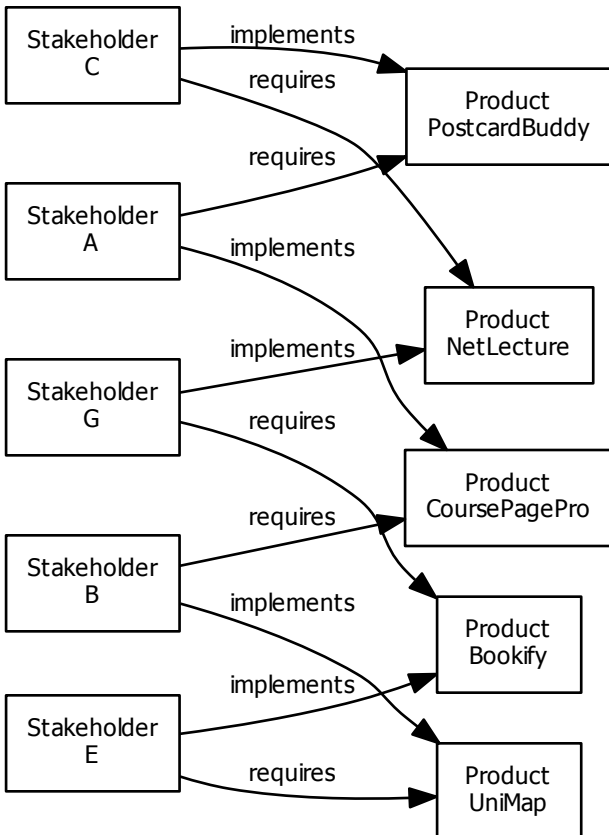 Stakeholder
C
implements
requires
Product
PostcardBuddy
Stakeholder
A
requires
implements
Product
NetLecture
Stakeholder
G
implements
requires
Product
CoursePagePro
Stakeholder
B
requires
implements
Product
Bookify
Stakeholder
E
implements
requires
Product
UniMap